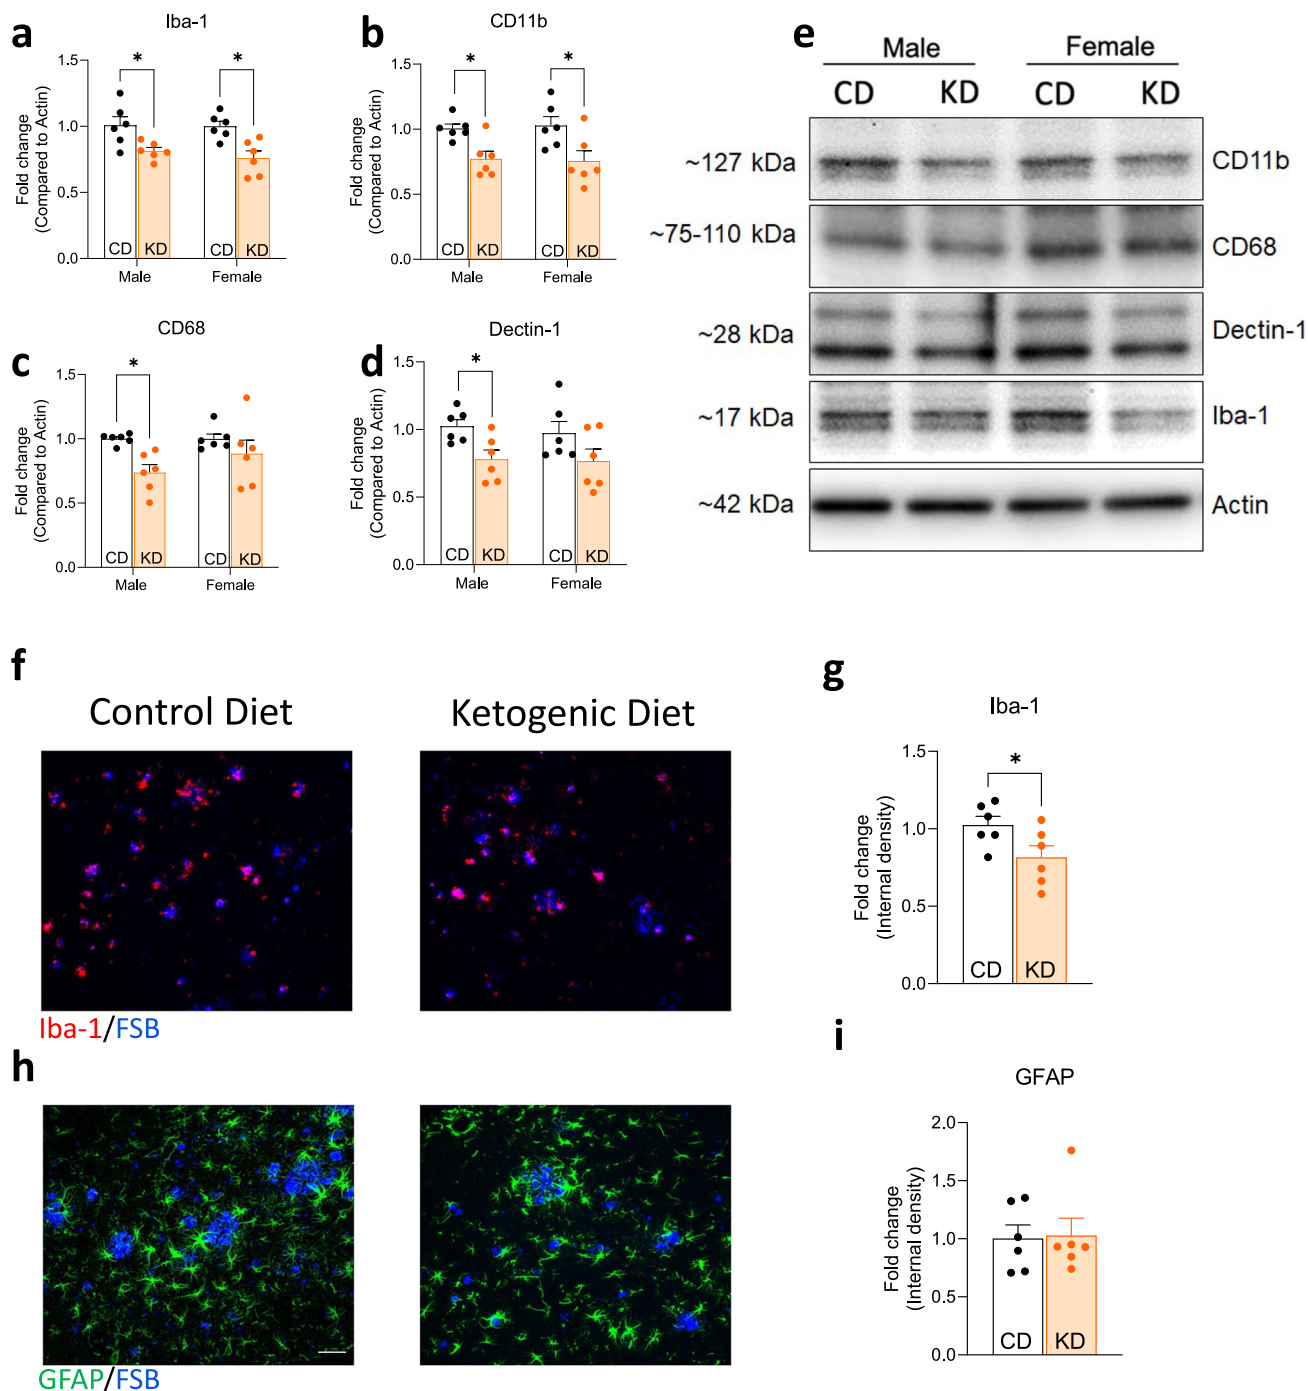 a
Iba-1
Fold change
(Compared to Actin)
1.5
1.0
0.5
0.0
*
*
CD
KD
CD
KD
Male
Female
b
CD11b
Fold change
(Compared to Actin)
1.5
1.0
0.5
0.0
*
*
CD
KD
CD
KD
Male
Female
c
CD68
Fold change
(Compared to Actin)
1.5
1.0
0.5
0.0
*
CD
KD
CD
KD
Male
Female
d
Dectin-1
Fold change
(Compared to Actin)
1.5
1.0
0.5
0.0
*
CD
KD
CD
KD
Male
Female
e
Male Female
CD KD CD KD
~127 kDa CD11b
~75-110 kDa CD68
~28 kDa Dectin-1
~17 kDa Iba-1
~42 kDa Actin
f
Control Diet Ketogenic Diet
Iba-1/FSB
g
Iba-1
Fold change
(Internal density)
1.5
1.0
0.5
0.0
*
CD
KD
h
GFAP/FSB
i
GFAP
Fold change
(Internal density)
2.0
1.5
1.0
0.5
0.0
CD
KD